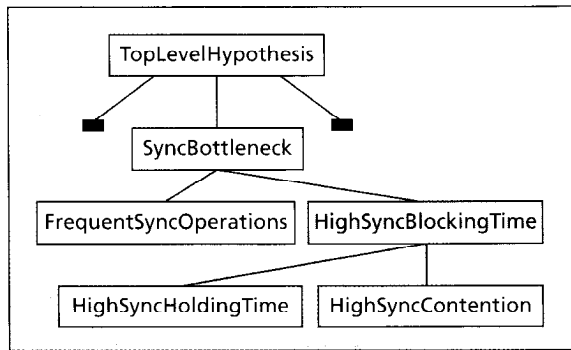 TopLevelHypothesis
SyncBottleneck
FrequentSyncOperations
HighSyncBlockingTime
HighSyncHoldingTime
HighSyncContention